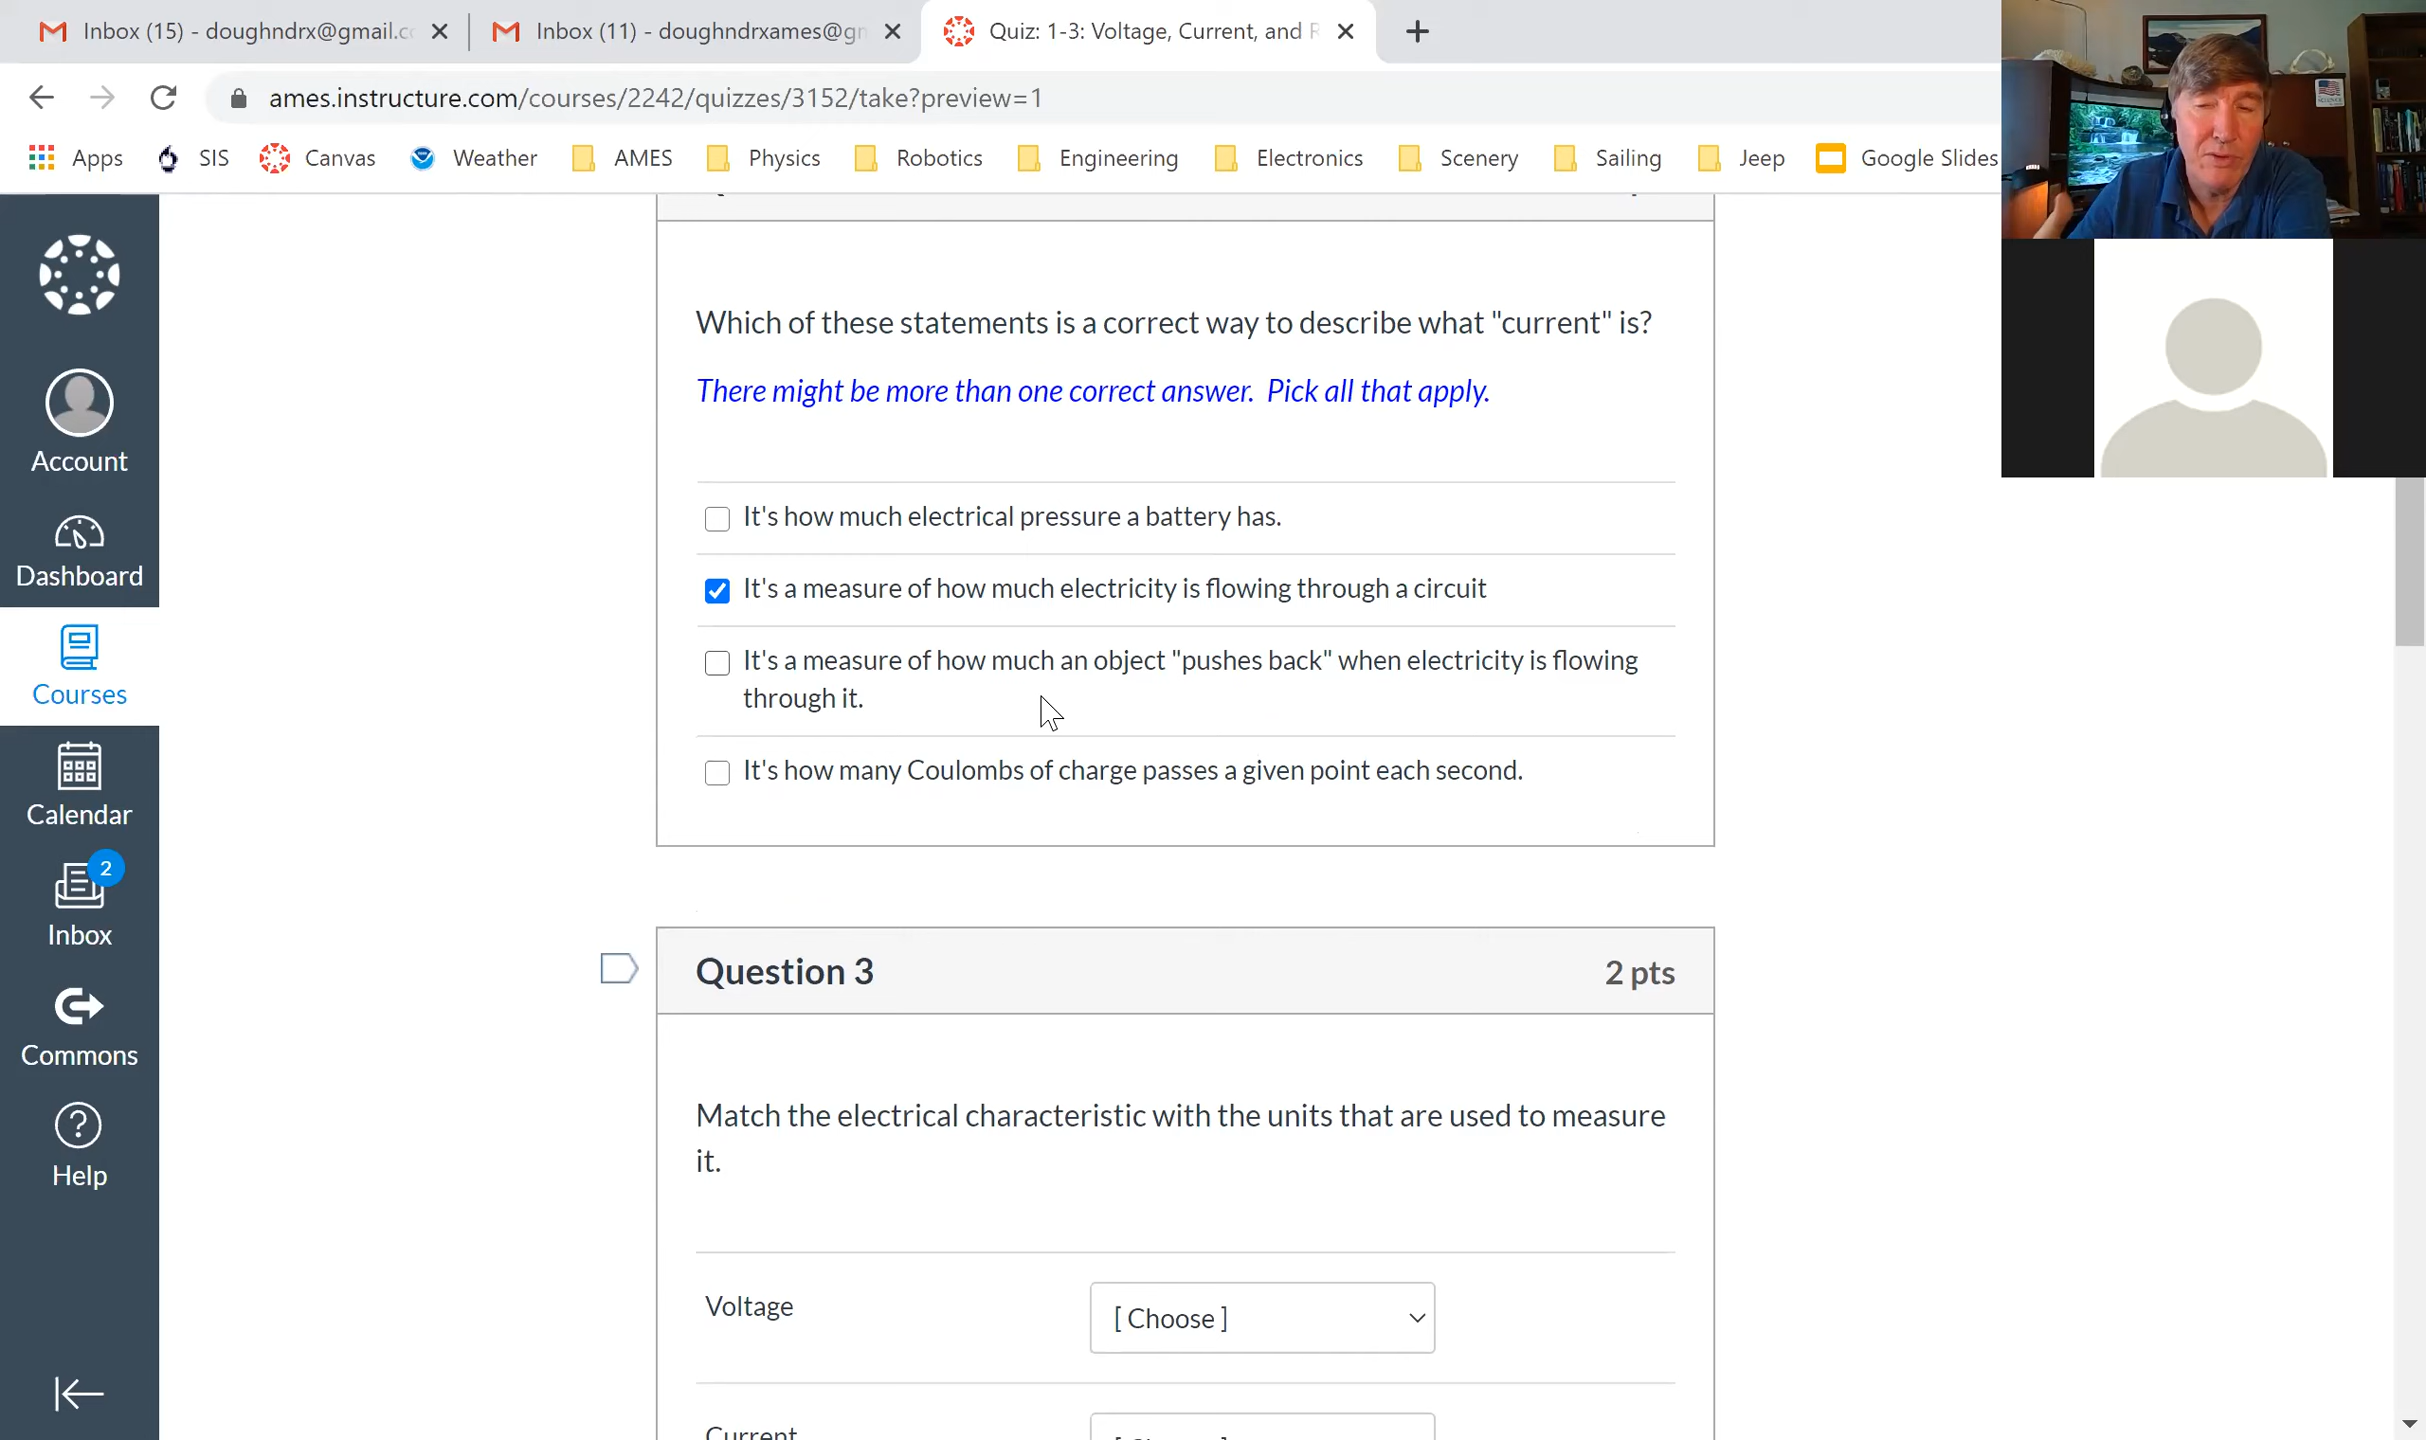 Inbox (15) - doughndrx@gmail.c
Inbox (11) - doughndrxames@gn
Quiz: 1-3: Voltage, Current, and R
ames.instructure.com/courses/2242/quizzes/3152/take?preview=1
Apps SIS Canvas Weather AMES Physics Robotics Engineering Electronics Scenery Sailing Jeep Google Slides
Account
Dashboard
Courses
Calendar
2
Inbox
Commons
Help
Which of these statements is a correct way to describe what "current" is?
There might be more than one correct answer. Pick all that apply.
It's how much electrical pressure a battery has.
It's a measure of how much electricity is flowing through a circuit
It's a measure of how much an object "pushes back" when electricity is flowing
through it.
It's how many Coulombs of charge passes a given point each second.
Question 3 2 pts
Match the electrical characteristic with the units that are used to measure
it.
Voltage [ Choose ]
Current